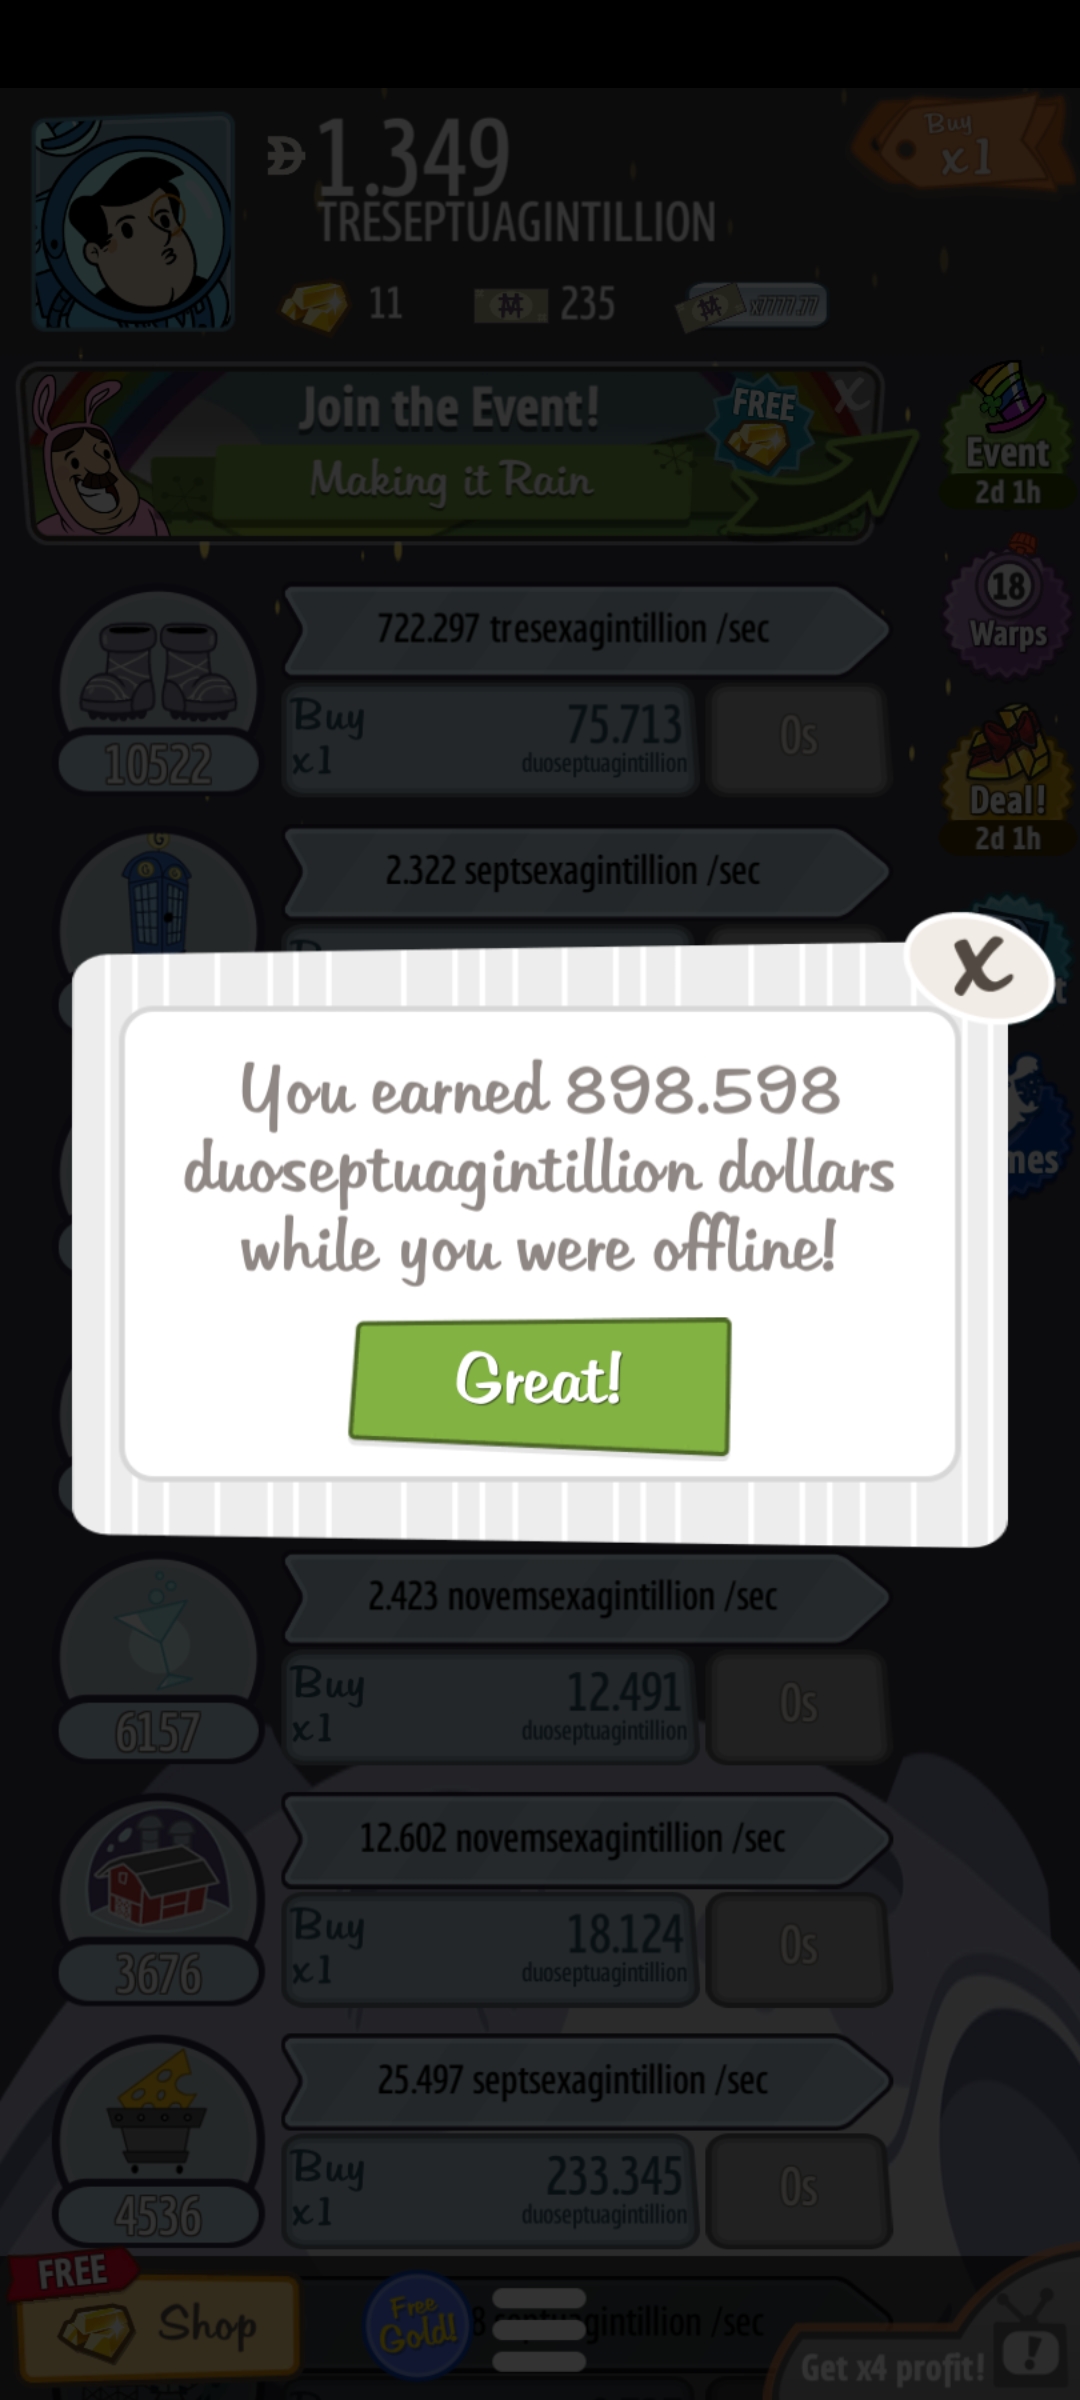 1.349
TRESEPTUAGINTILLION
Buy
x1
11
235
x7777.77
Join the Event!
Making it Rain
FREE
X
Event
2d 1h
722.297 tresexagintillion /sec
10522
Buy
x1
75.713
duoseptuagintillion
0s
18
Warps
Deal!
2d 1h
2.322 septsexagintillion /sec
X
You earned 898.598
duoseptuagintillion dollars
while you were offline!
Great!
2.423 novemsexagintillion /sec
6157
Buy
x1
12.491
duoseptuagintillion
0s
12.602 novemsexagintillion /sec
3676
Buy
x1
18.124
duoseptuagintillion
0s
25.497 septsexagintillion /sec
4536
Buy
x1
233.345
duoseptuagintillion
0s
FREE
Shop
Free
Gold!
/sec
Get x4 profit!